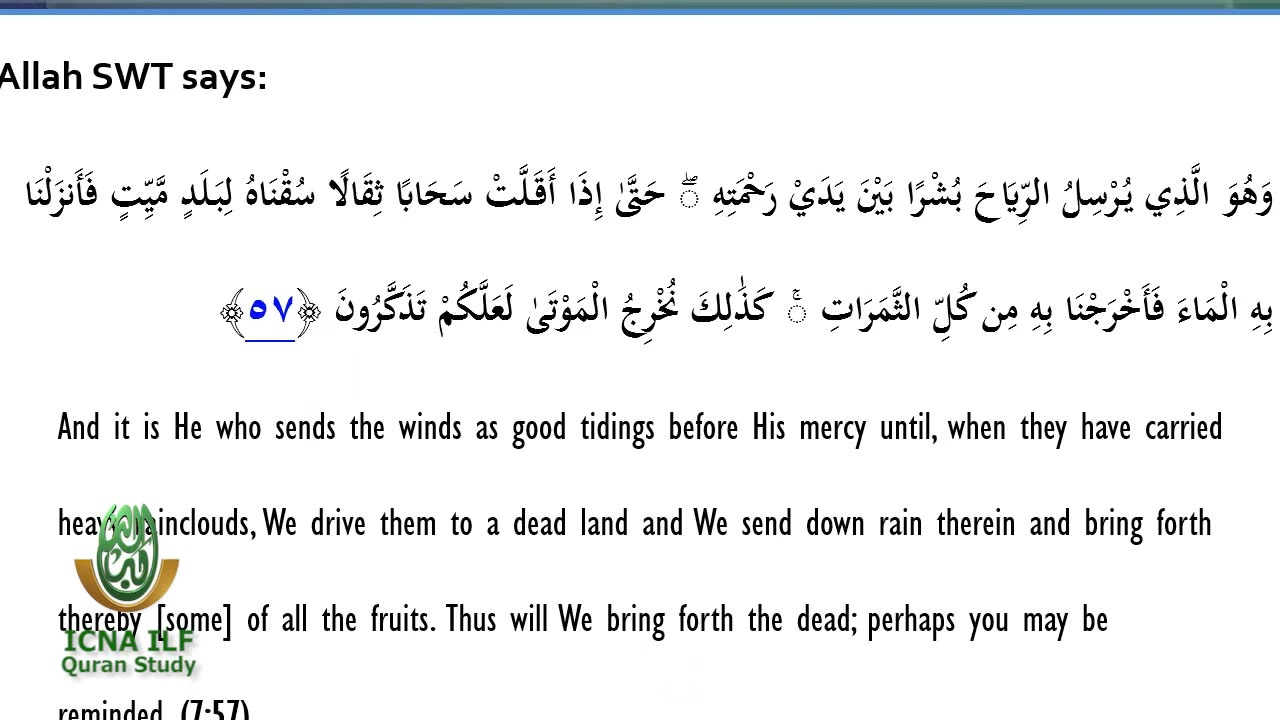 Allah SWT says:
وَهُوَ الَّذِي يُرْسِلُ الرِّيَاحَ بُشْرًا بَيْنَ يَدَيْ رَحْمَتِهِ ۖ حَتَّىٰ إِذَا أَقَلَّتْ سَحَابًا ثِقَالًا سُقْنَاهُ لِبَلَدٍ مَّيِّتٍ فَأَنزَلْنَا
بِهِ الْمَاءَ فَأَخْرَجْنَا بِهِ مِن كُلِّ الثَّمَرَاتِ ۚ كَذَٰلِكَ نُخْرِجُ الْمَوْتَىٰ لَعَلَّكُمْ تَذَكَّرُونَ ﴿٥٧﴾
And it is He who sends the winds as good tidings before His mercy until, when they have carried
heavy rainclouds, We drive them to a dead land and We send down rain therein and bring forth
thereby [some] of all the fruits. Thus will We bring forth the dead; perhaps you may be
ICNA ILF
Quran Study
reminded. (7:57)